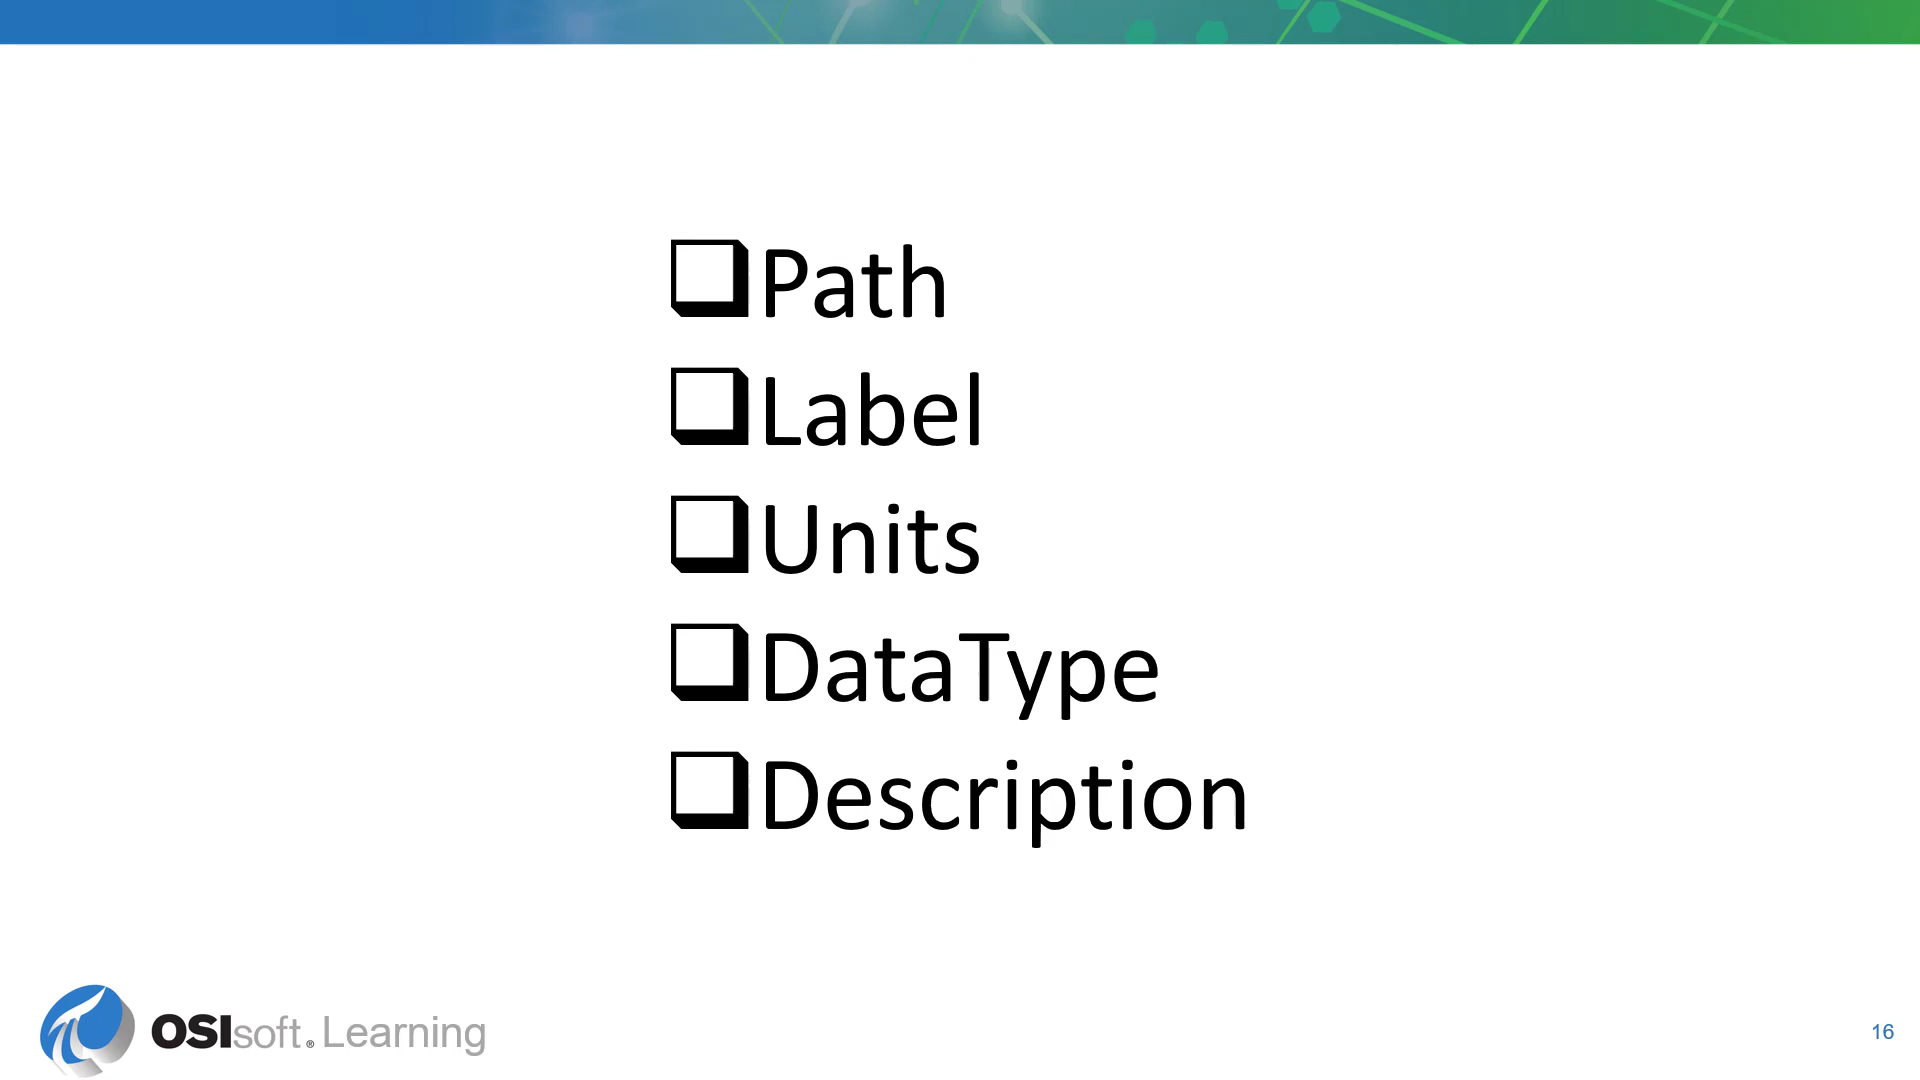 ❑Path
❑Label
❑Units
❑DataType
❑Description
OSIsoft® Learning
16